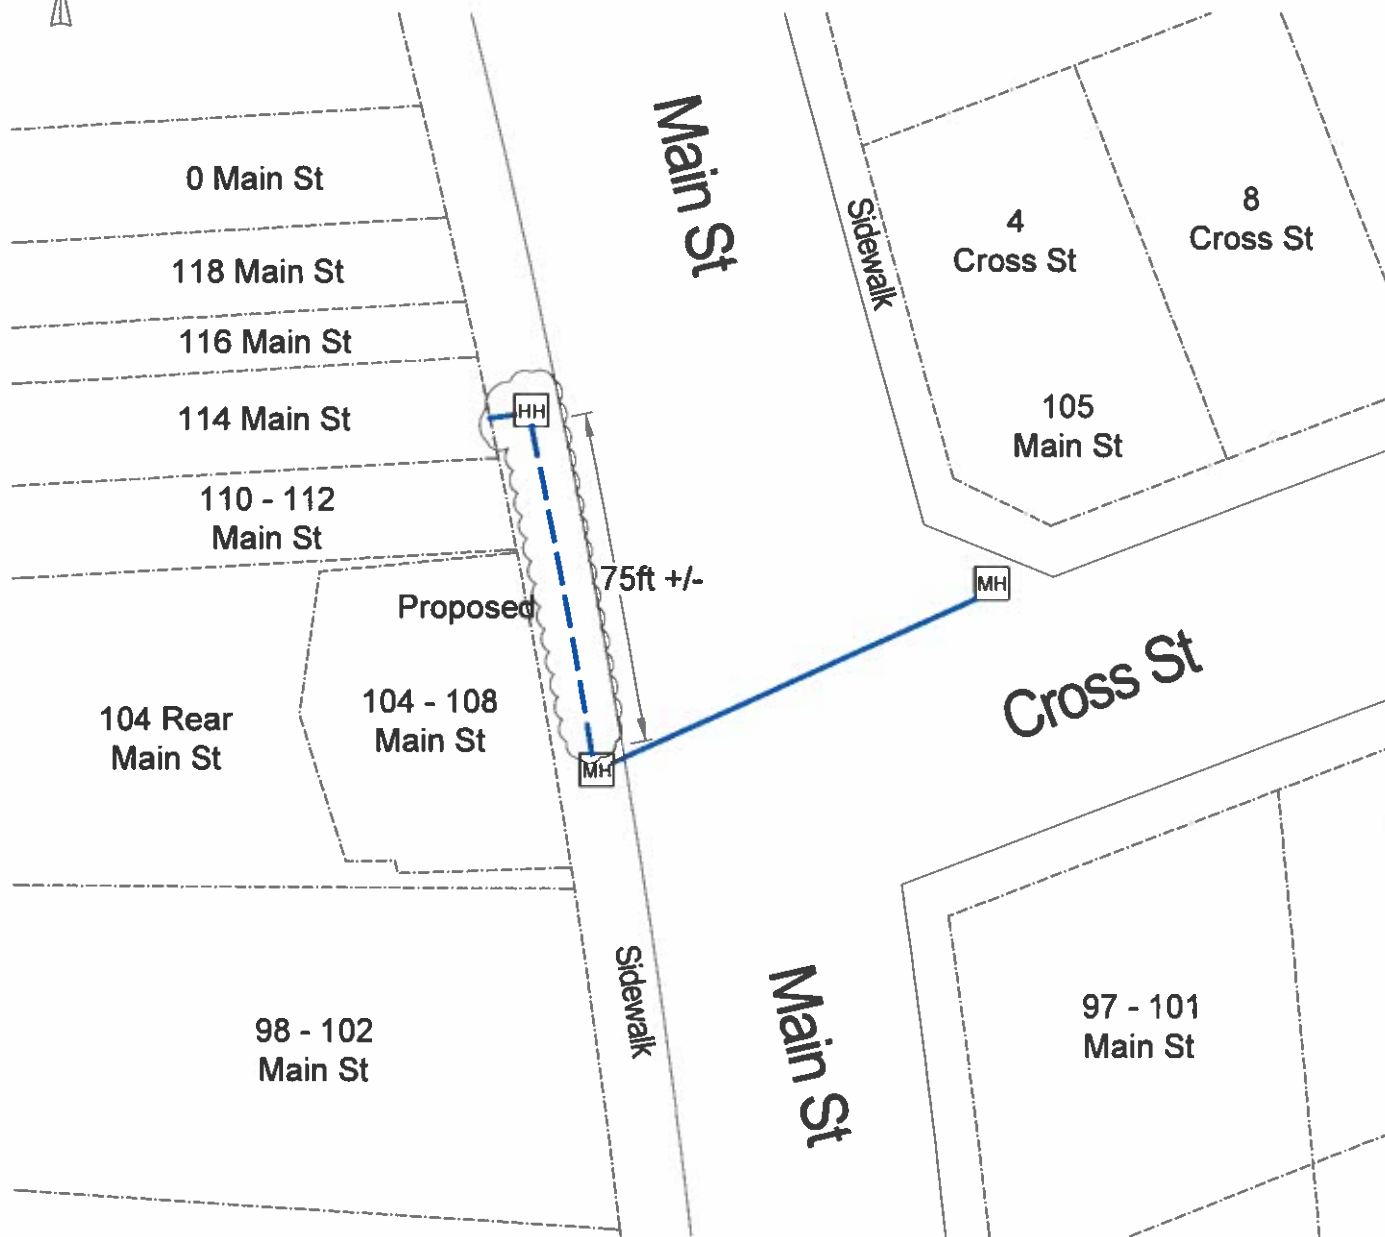 Main St
0 Main St
Sidewalk
4
Cross St
8
Cross St
118 Main St
116 Main St
114 Main St
HH
105
Main St
110 - 112
Main St
75ft +/-
MH
Proposed
Cross St
104 - 108
Main St
104 Rear
Main St
MH
Sidewalk
Main St
98 - 102
Main St
97 - 101
Main St